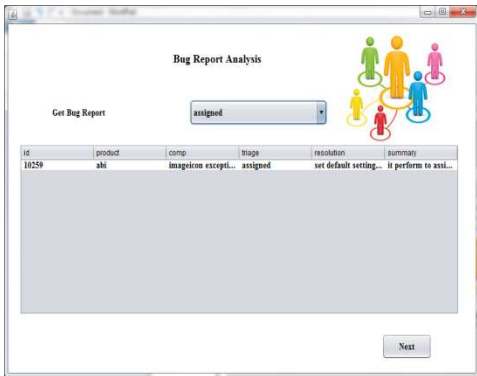 Bug Report Analysis
Get Bug Report
assigned
id product comp triage resolution summary
10259 abi imageicon excepti... assigned set default setting... it perform to assi...
Next